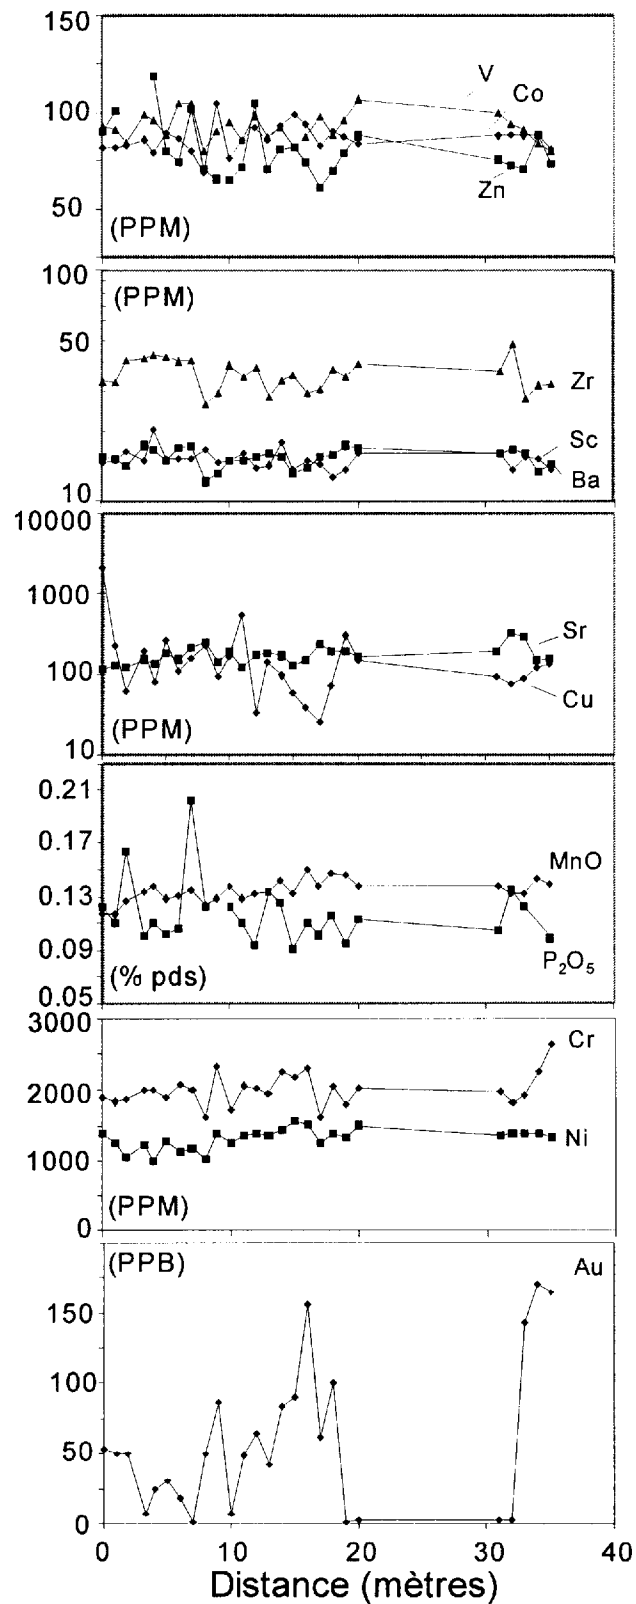 150
V
Co
100
Zn
50
(PPM)
100
(PPM)
50
Zr
Sc
Ba
10
10000
1000
Sr
100
Cu
(PPM)
10
0.21
0.17
MnO
0.13
0.09
P₂O₅
(% pds)
0.05
3000
Cr
2000
Ni
1000
(PPM)
0
(PPB)
Au
150
100
50
0
0 10 20 30 40
Distance (mètres)